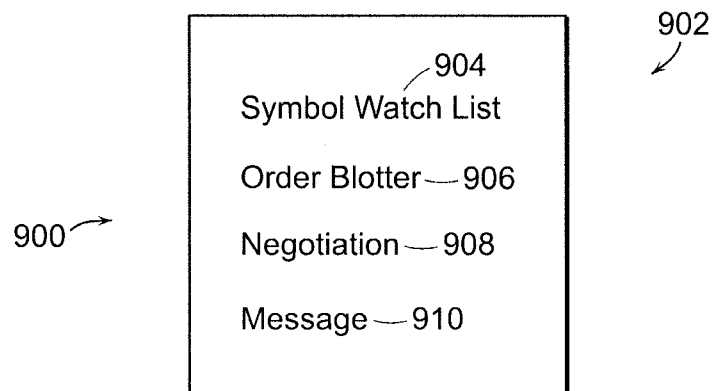 902
904
Symbol Watch List
Order Blotter 906
900
Negotiation 908
Message 910